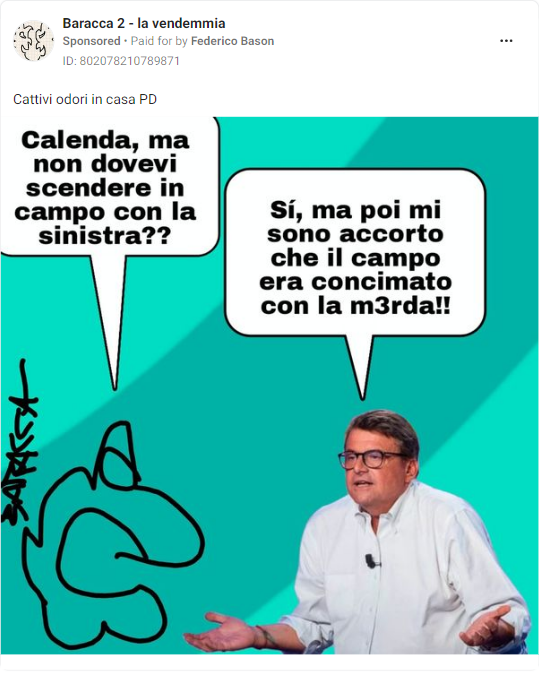 Baracca 2 - la vendemmia
Sponsored • Paid for by Federico Bason
ID: 802078210789871
Cattivi odori in casa PD
Calenda, ma
non dovevi
scendere in
campo con la
sinistra??
Sí, ma poi mi
sono accorto
che il campo
era concimato
con la m3rda!!
BARACCA